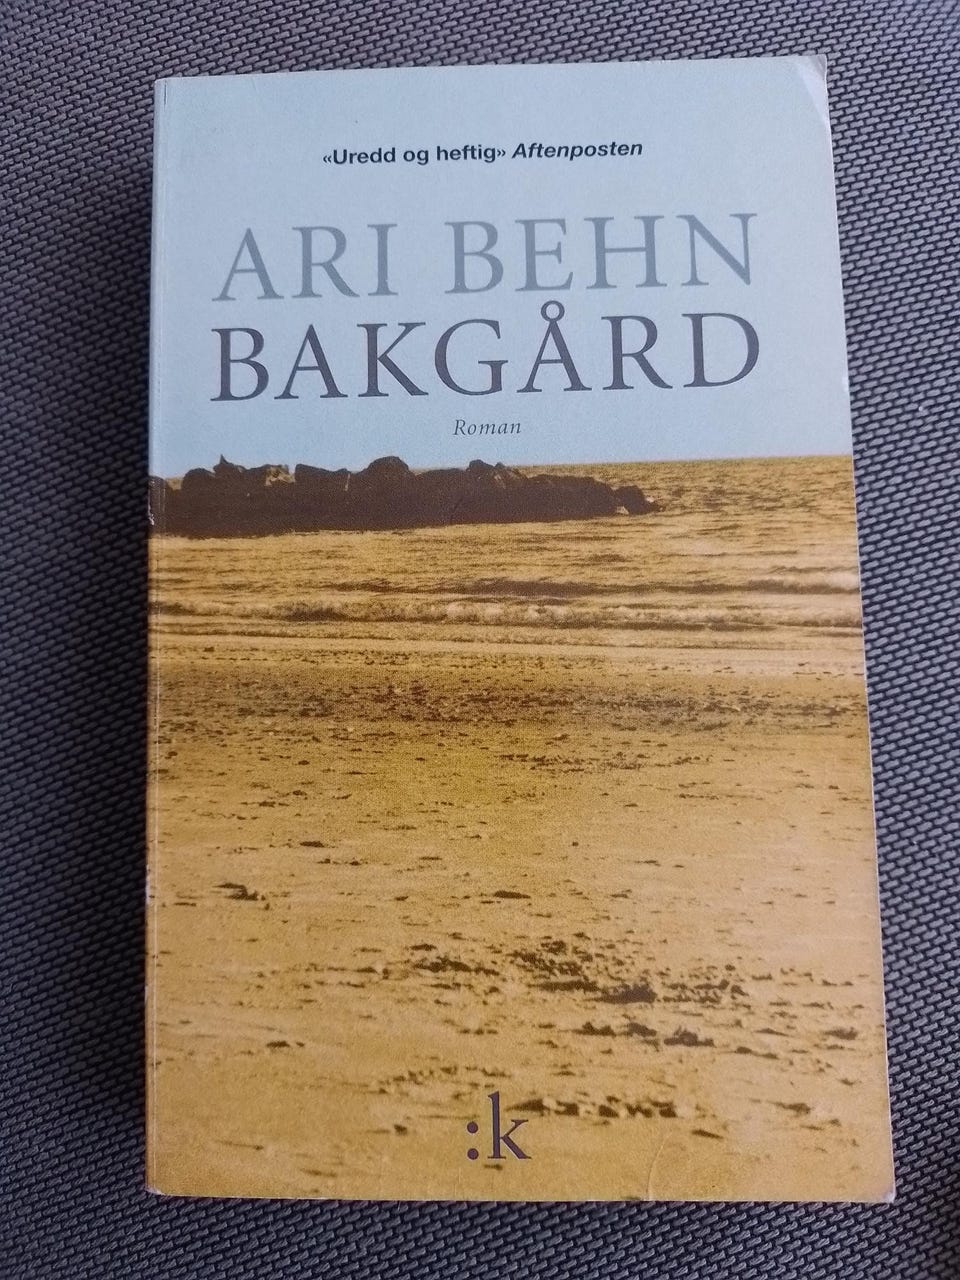 «Uredd og heftig» Aftenposten
ARI BEHN
BAKGÅRD
Roman
:k